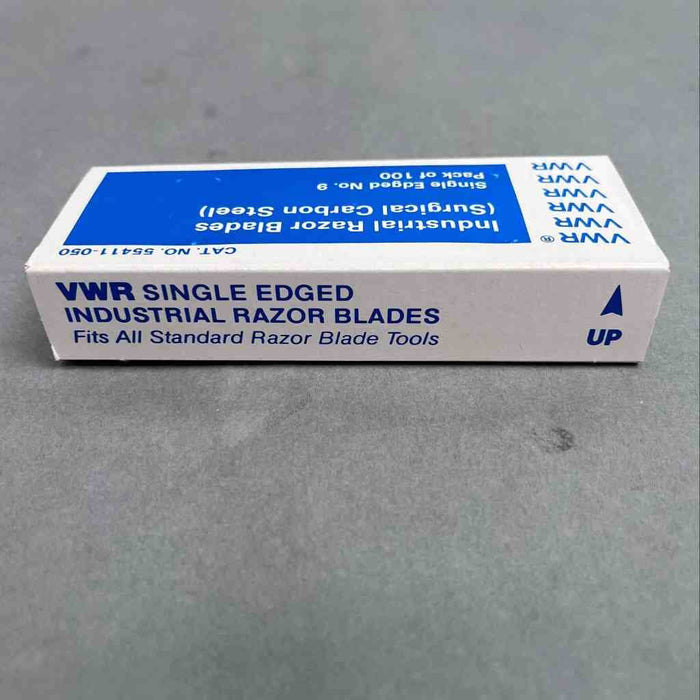 VWR®
VWR
VWR
VWR
VWR
VWR
Industrial Razor Blades
(Surgical Carbon Steel)
Single Edged No. 9
Pack of 100
CAT. NO. 55411-050
VWR SINGLE EDGED
INDUSTRIAL RAZOR BLADES
Fits All Standard Razor Blade Tools
UP